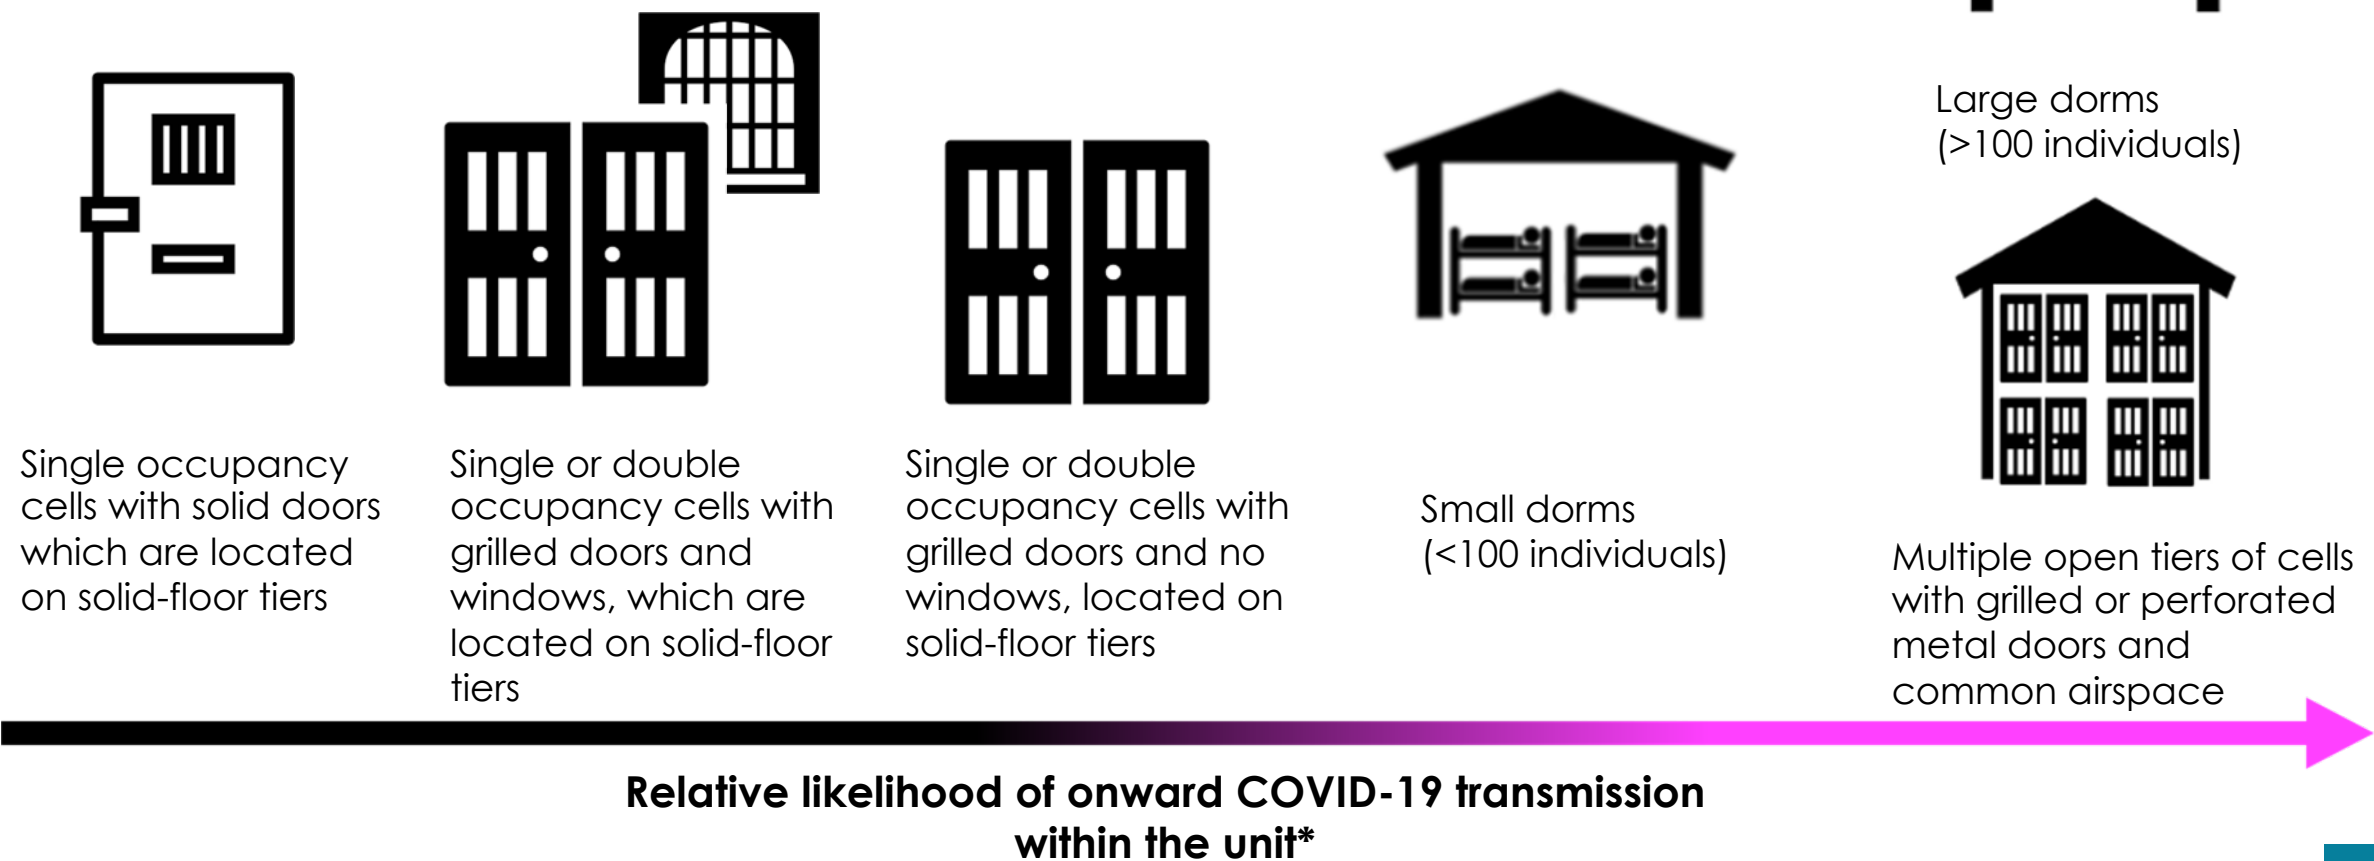 Single occupancy
cells with solid doors
which are located
on solid-floor tiers
Single or double
occupancy cells with
grilled doors and
windows, which are
located on solid-floor
tiers
Single or double
occupancy cells with
grilled doors and no
windows, located on
solid-floor tiers
Small dorms
(<100 individuals)
Large dorms
(>100 individuals)
Multiple open tiers of cells
with grilled or perforated
metal doors and
common airspace
Relative likelihood of onward COVID-19 transmission
within the unit*